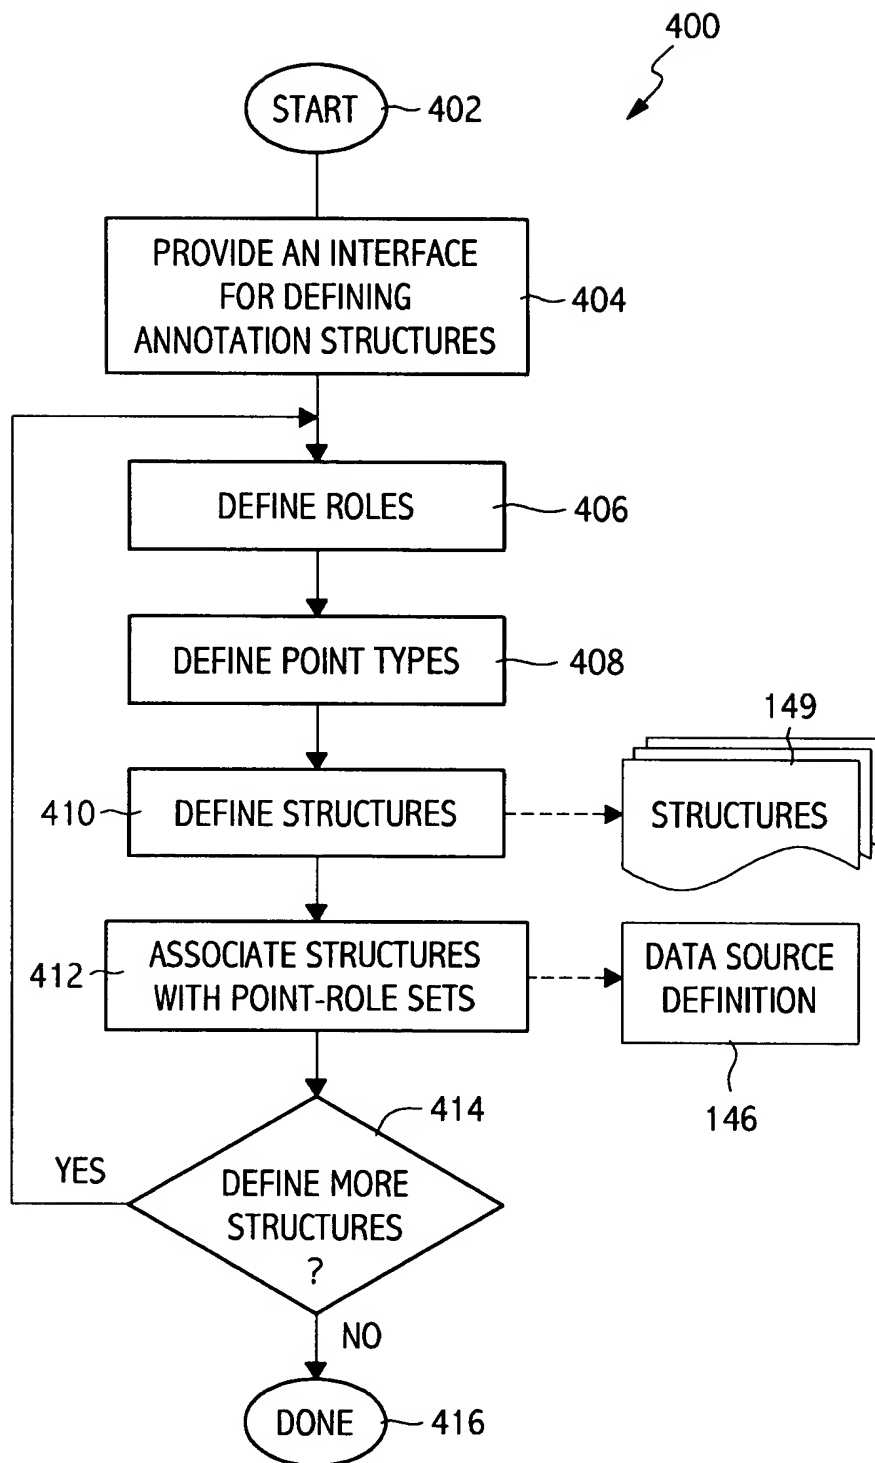 400
START
402
PROVIDE AN INTERFACE
FOR DEFINING
ANNOTATION STRUCTURES
404
DEFINE ROLES
406
DEFINE POINT TYPES
408
149
410
DEFINE STRUCTURES
STRUCTURES
412
ASSOCIATE STRUCTURES
WITH POINT-ROLE SETS
DATA SOURCE
DEFINITION
146
414
YES
DEFINE MORE
STRUCTURES
?
NO
DONE
416